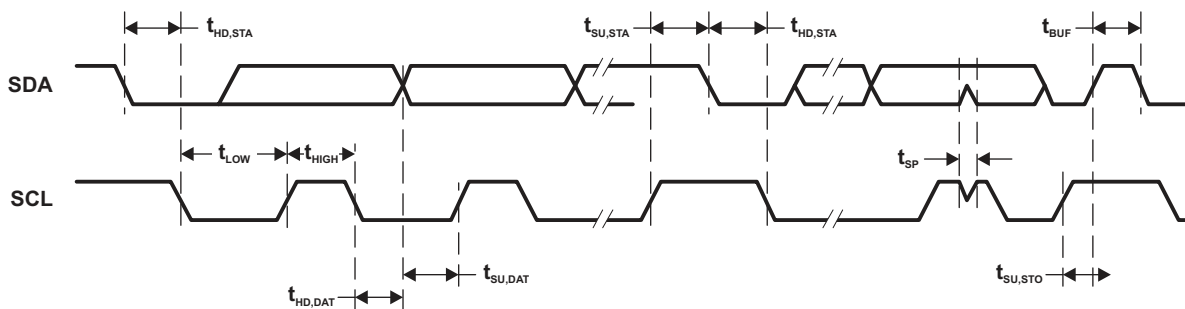 tHD,STA
tSU,STA
tHD,STA
tBUF
SDA
tLOW
tHIGH
tSP
SCL
tSU,DAT
tSU,STO
tHD,DAT